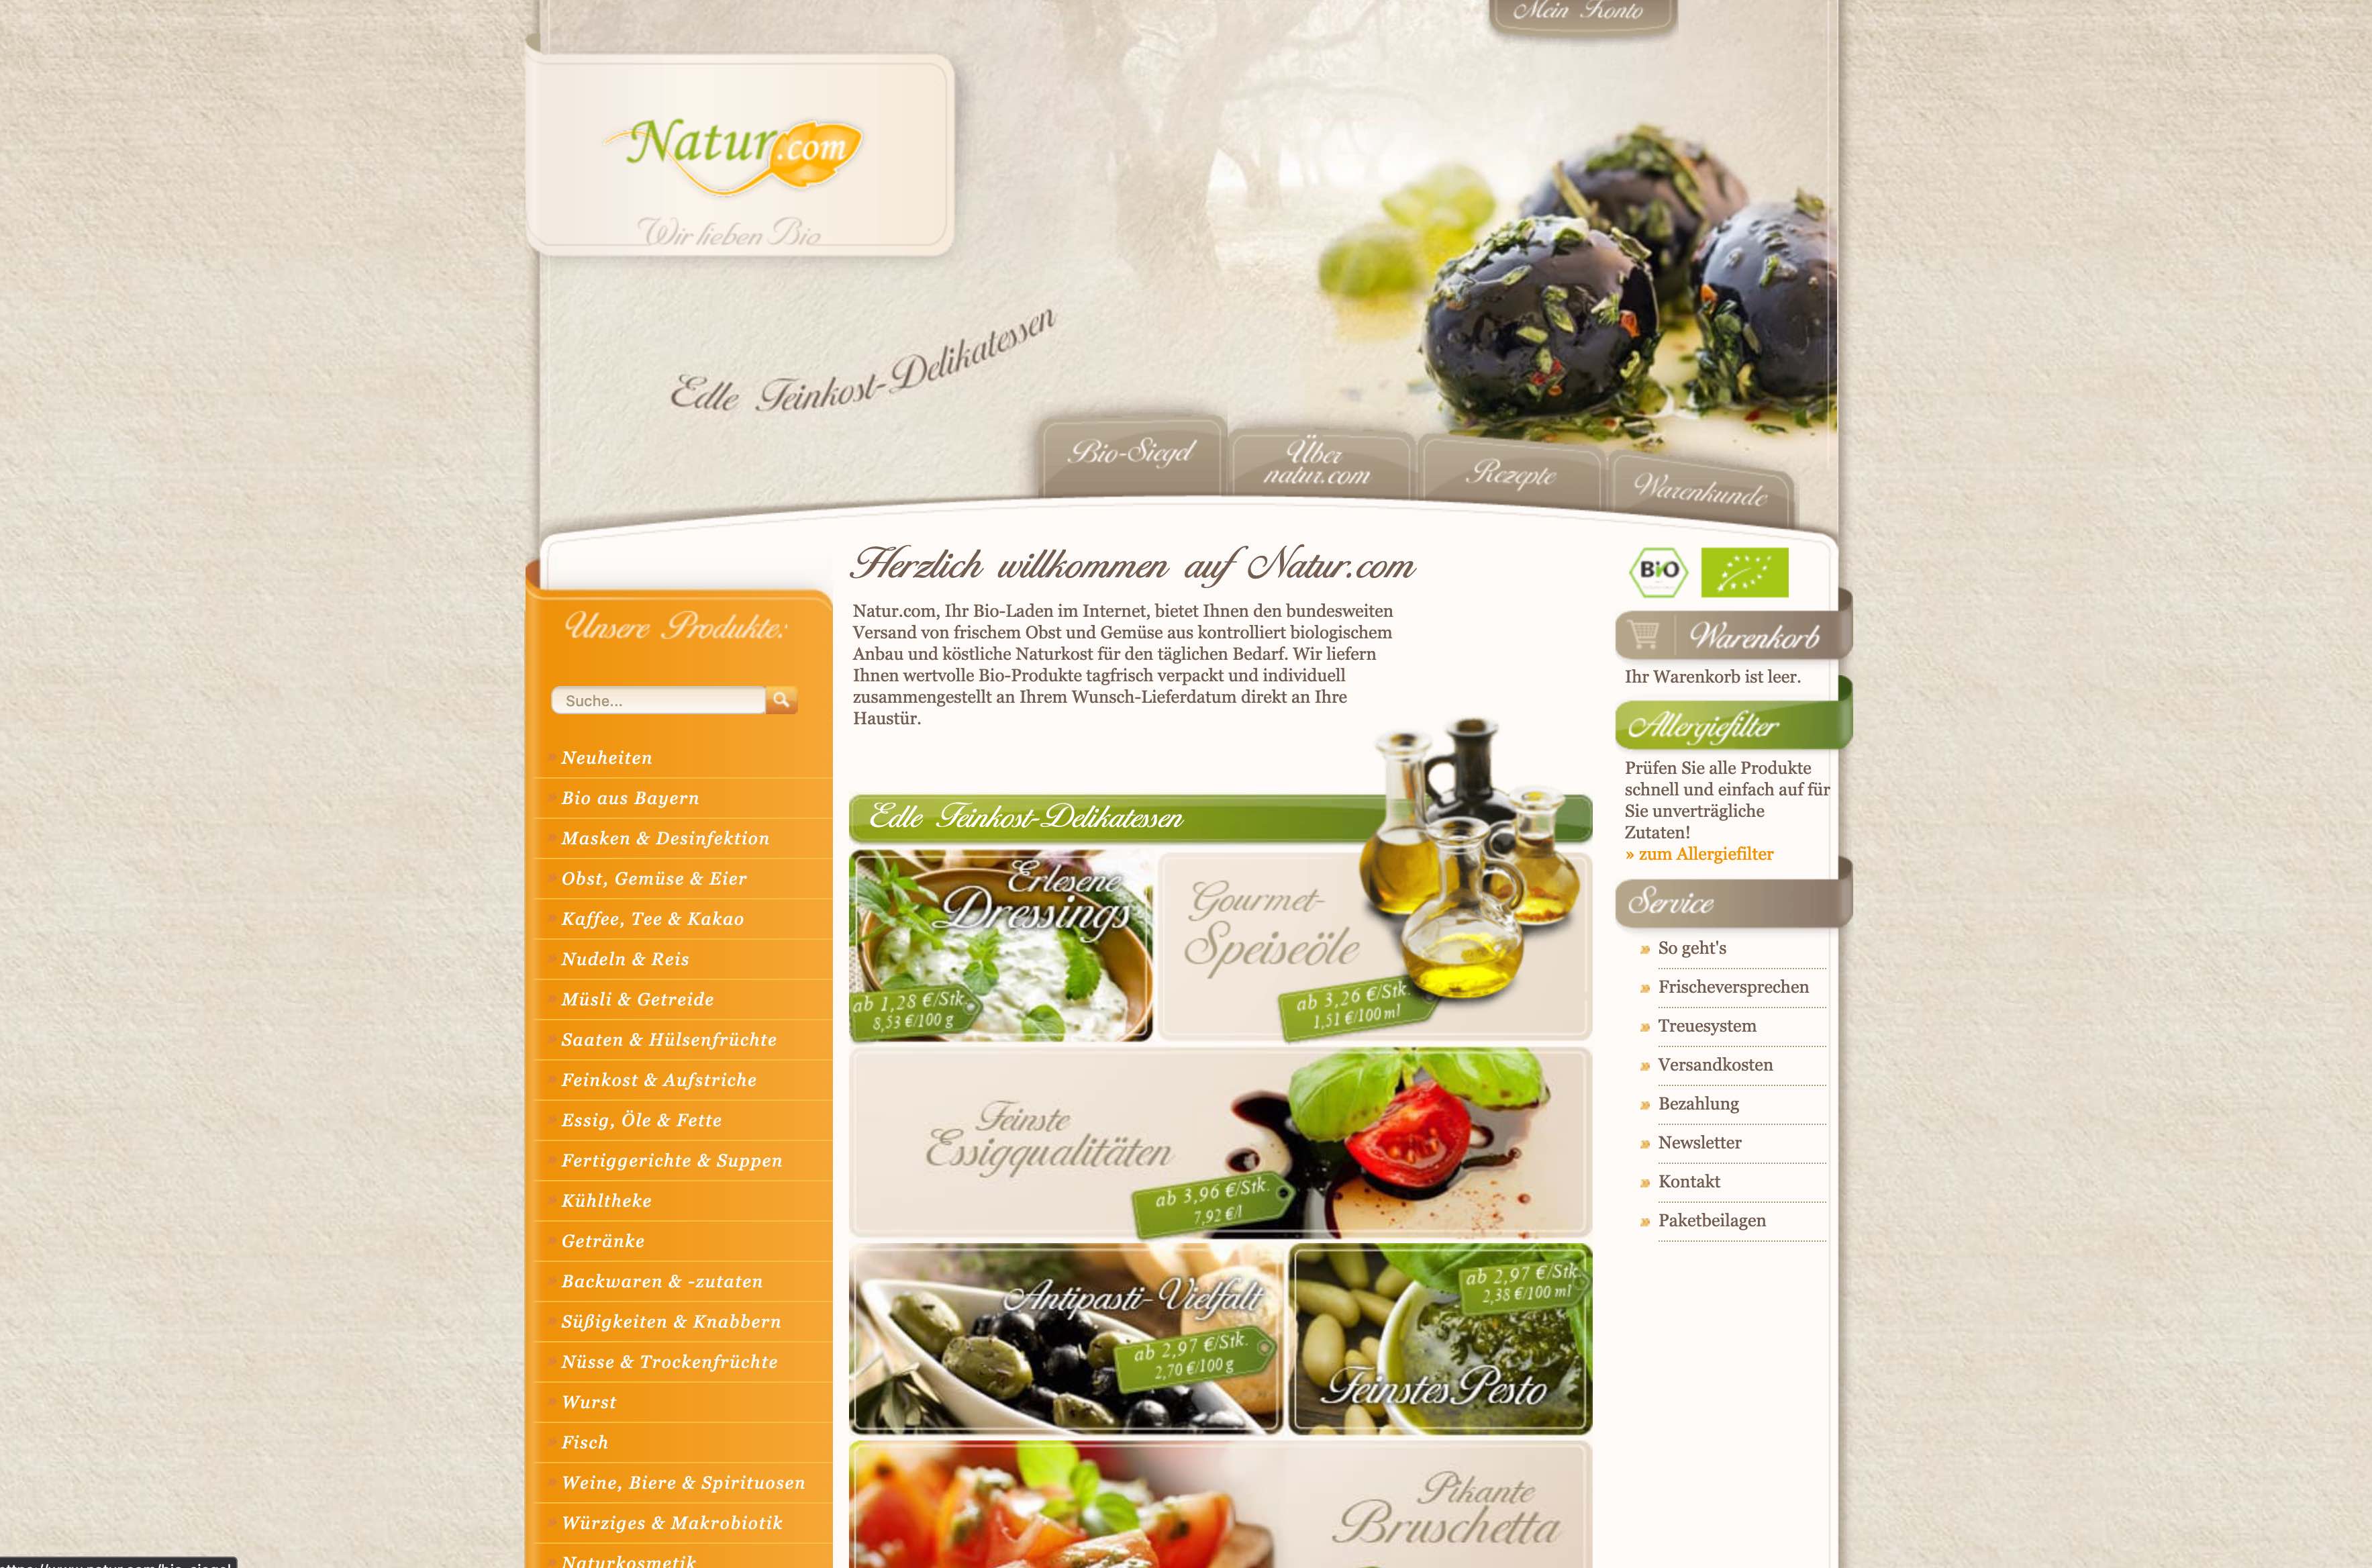 Mein Konto
Natur.com
Wir lieben Bio
Edle Feinkost-Delikatessen
Bio-Siegel
Über
natur.com
Rezepte
Warenkunde
Unsere Produkte:
Suche...
Neuheiten
Bio aus Bayern
Masken & Desinfektion
Obst, Gemüse & Eier
Kaffee, Tee & Kakao
Nudeln & Reis
Müsli & Getreide
Saaten & Hülsenfrüchte
Feinkost & Aufstriche
Essig, Öle & Fette
Fertiggerichte & Suppen
Kühltheke
Getränke
Backwaren & -zutaten
Süßigkeiten & Knabbern
Nüsse & Trockenfrüchte
Wurst
Fisch
Weine, Biere & Spirituosen
Würziges & Makrobiotik
Naturkosmetik
Herzlich willkommen auf Natur.com
Natur.com, Ihr Bio-Laden im Internet, bietet Ihnen den bundesweiten
Versand von frischem Obst und Gemüse aus kontrolliert biologischem
Anbau und köstliche Naturkost für den täglichen Bedarf. Wir liefern
Ihnen wertvolle Bio-Produkte tagfrisch verpackt und individuell
zusammengestellt an Ihrem Wunsch-Lieferdatum direkt an Ihre
Haustür.
Edle Feinkost-Delikatessen
Erlesene
Dressings
ab 1,28 €/Stk.
8,53 €/100 g
Gourmet-
Speiseöle
ab 3,26 €/Stk.
1,51 €/100 ml
Feinste
Essigqualitäten
ab 3,96 €/Stk.
7,92 €/l
Antipasti-Vielfalt
ab 2,97 €/Stk.
2,70 €/100 g
ab 2,97 €/Stk.
2,38 €/100 ml
Feinstes Pesto
Pikante
Bruschetta
BiO
Warenkorb
Ihr Warenkorb ist leer.
Allergiefilter
Prüfen Sie alle Produkte
schnell und einfach auf für
Sie unverträgliche
Zutaten!
» zum Allergiefilter
Service
So geht's
Frischeversprechen
Treuesystem
Versandkosten
Bezahlung
Newsletter
Kontakt
Paketbeilagen